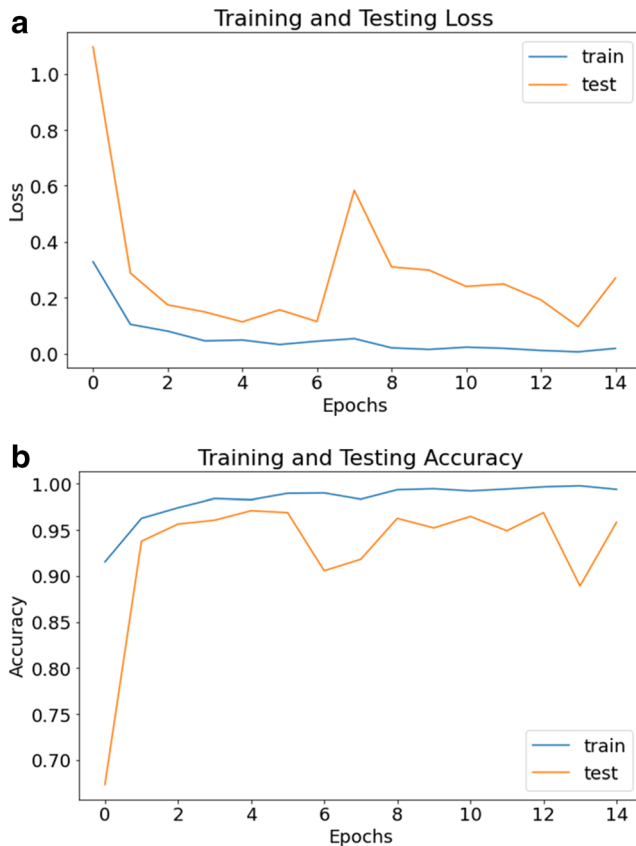 a
Training and Testing Loss
train
test
1.0
0.8
0.6
0.4
0.2
0.0
Loss
0 2 4 6 8 10 12 14
Epochs
b
Training and Testing Accuracy
1.00
0.95
0.90
0.85
0.80
0.75
0.70
Accuracy
train
test
0 2 4 6 8 10 12 14
Epochs